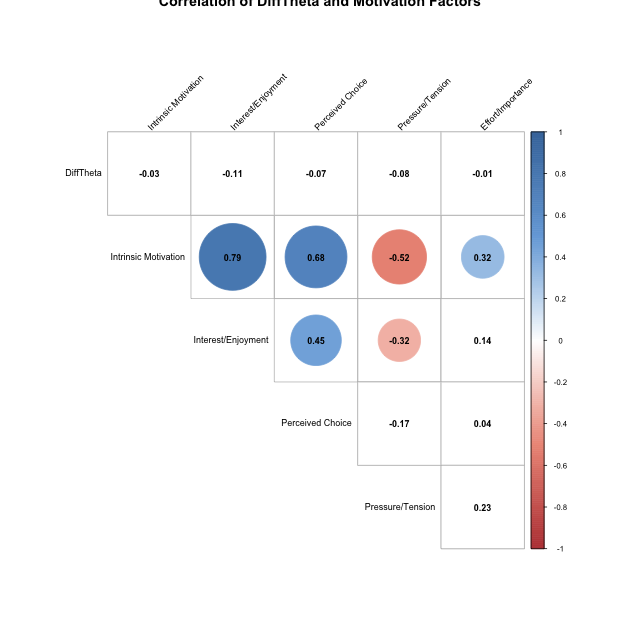 Correlation of DiffTheta and Motivation Factors
Intrinsic Motivation
Interest/Enjoyment
Perceived Choice
Pressure/Tension
Effort/Importance
DiffTheta -0.03 -0.11 -0.07 -0.08 -0.01
Intrinsic Motivation 0.79 0.68 -0.52 0.32
Interest/Enjoyment 0.45 -0.32 0.14
Perceived Choice -0.17 0.04
Pressure/Tension 0.23
1
0.8
0.6
0.4
0.2
0
-0.2
-0.4
-0.6
-0.8
-1